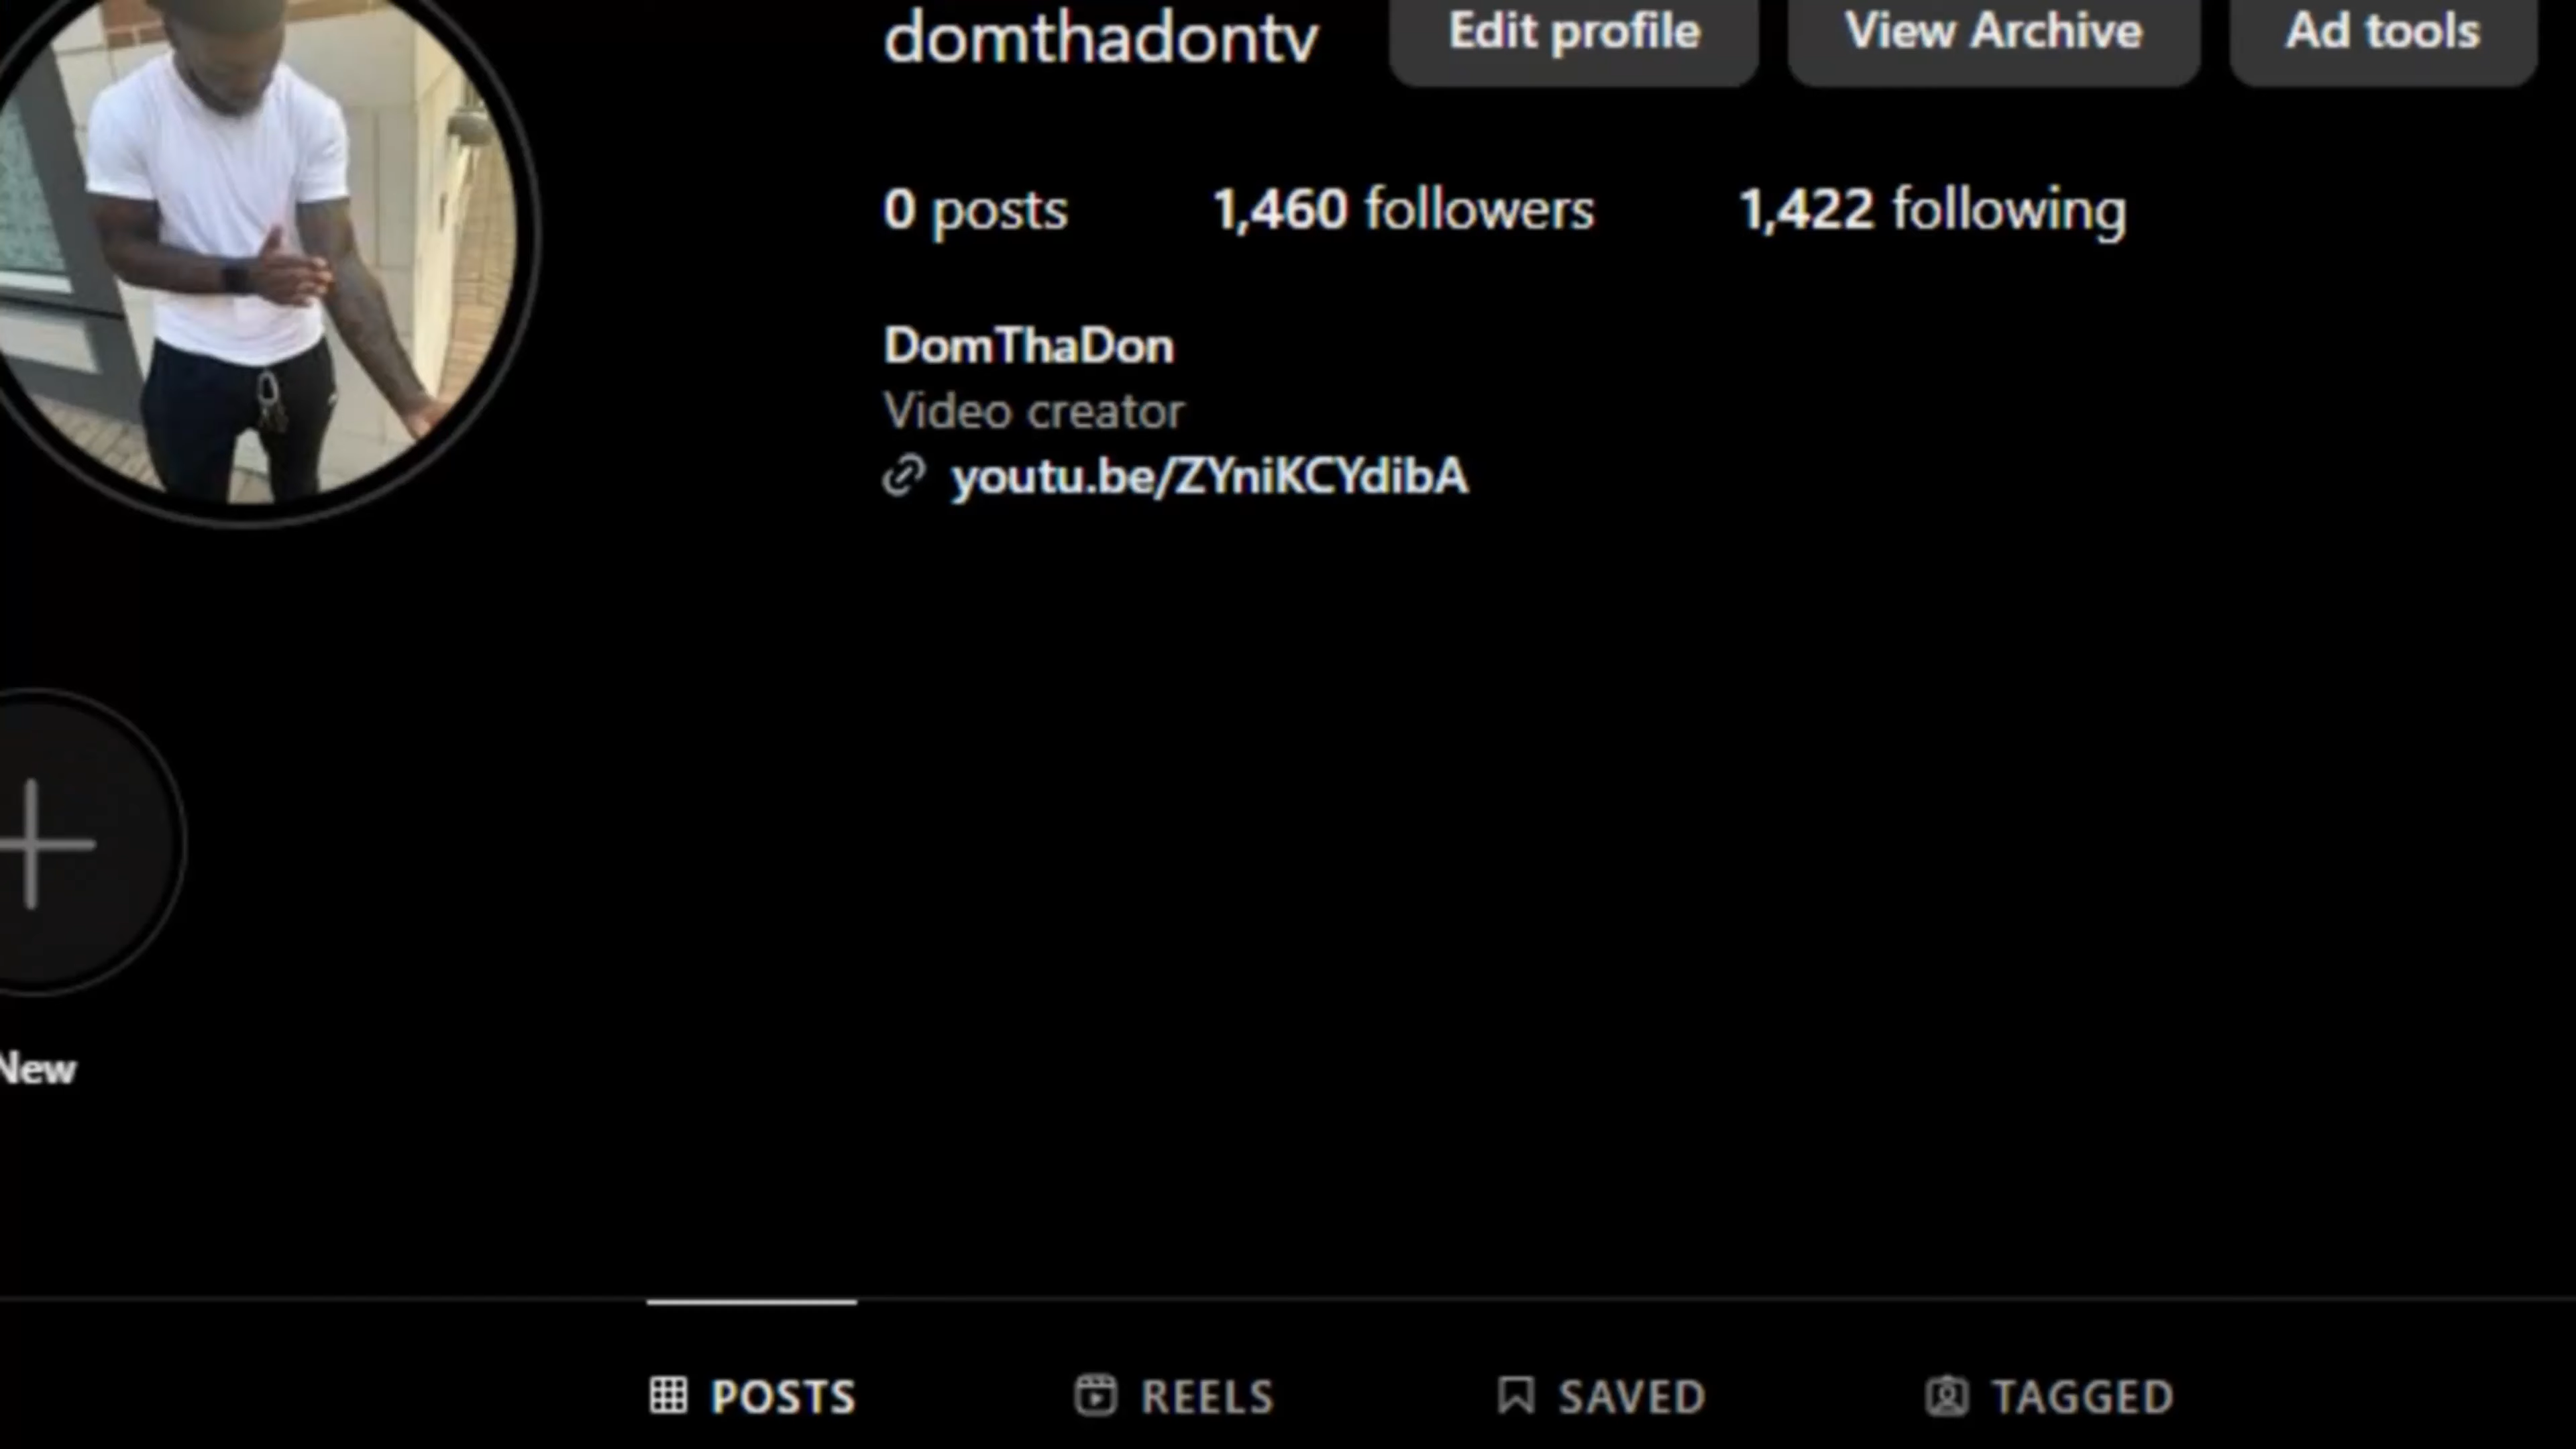 domthadontv Edit profile View Archive Ad tools
0 posts 1,460 followers 1,422 following
DomThaDon
Video creator
youtu.be/ZYniKCYdibA
New
POSTS REELS SAVED TAGGED